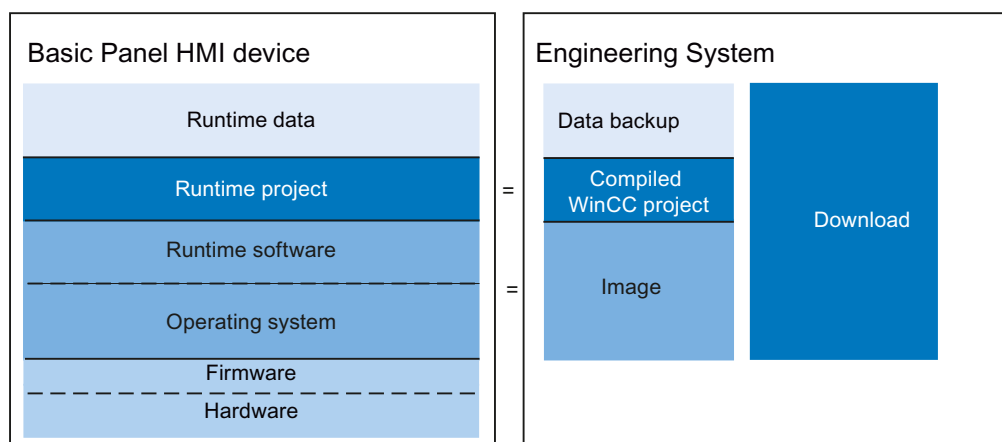 Basic Panel HMI device
Runtime data
Runtime project
Runtime software
Operating system
Firmware
Hardware
=
=
Engineering System
Data backup
Compiled
WinCC project
Image
Download